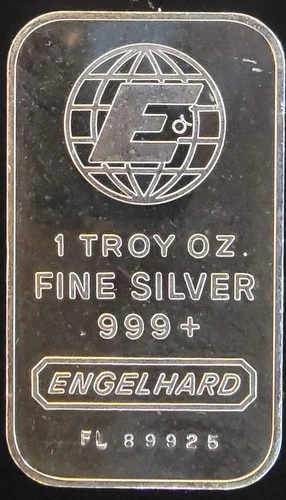 E
1 TROY OZ.
FINE SILVER
999+
ENGELHARD
FL 89925